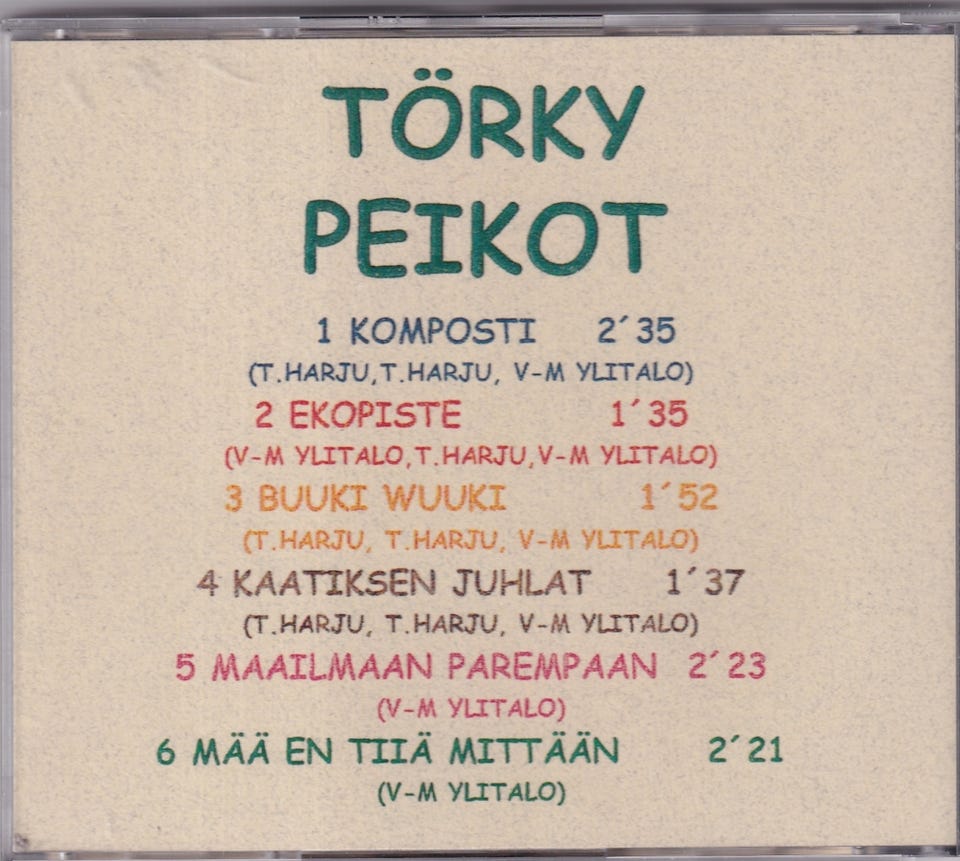 TÖRKY
PEIKOT
1 KOMPOSTI 2´35
(T.HARJU,T.HARJU, V-M YLITALO)
2 EKOPISTE 1´35
(V-M YLITALO,T.HARJU,V-M YLITALO)
3 BUUKI WUUKI 1´52
(T.HARJU, T.HARJU, V-M YLITALO)
4 KAATIKSEN JUHLAT 1´37
(T.HARJU, T.HARJU, V-M YLITALO)
5 MAAILMAAN PAREMPAAN 2´23
(V-M YLITALO)
6 MÄÄ EN TIIÄ MITTÄÄN 2´21
(V-M YLITALO)